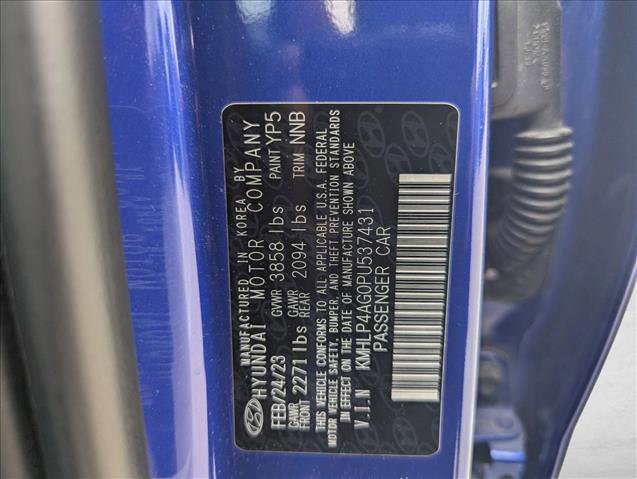 MANUFACTURED IN KOREA BY
HYUNDAI MOTOR COMPANY
FEB/24/23 GVWR 3858 lbs PAINT YP5
GAWR FRONT 2271 lbs GAWR REAR 2094 lbs TRIM NNB
THIS VEHICLE CONFORMS TO ALL APPLICABLE U.S.A. FEDERAL
MOTOR VEHICLE SAFETY, BUMPER, AND THEFT PREVENTION STANDARDS
IN EFFECT ON THE DATE OF MANUFACTURE SHOWN ABOVE
V.I.N KMHLP4AG0PU537431
PASSENGER CAR